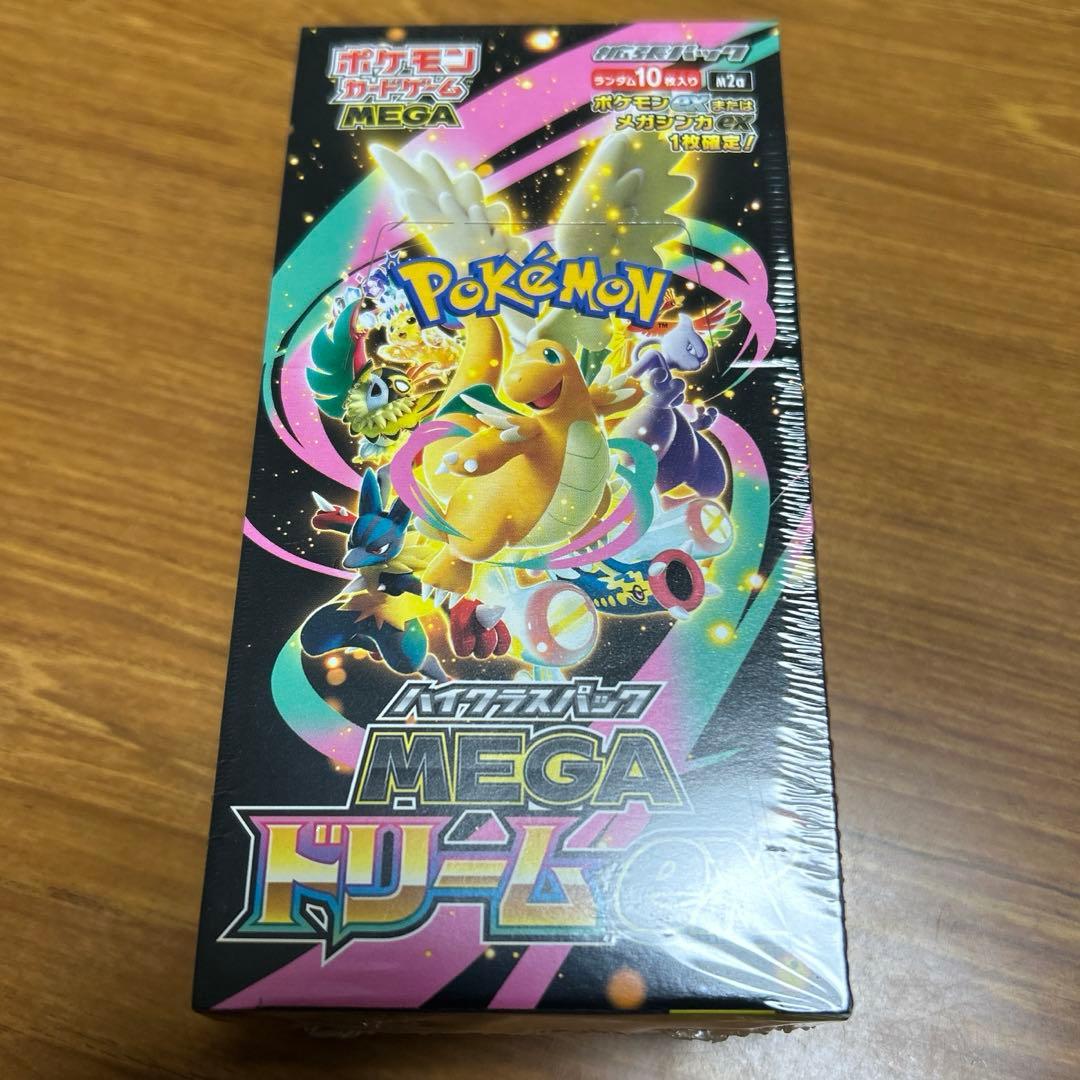 ポケモン
カードゲーム
MEGA
拡張パック
ランダム10枚入り M2a
ポケモンexまたは
メガシンカex
1枚確定!
POKÉMON
TM
ハイクラスパック
MEGA
ドリームex